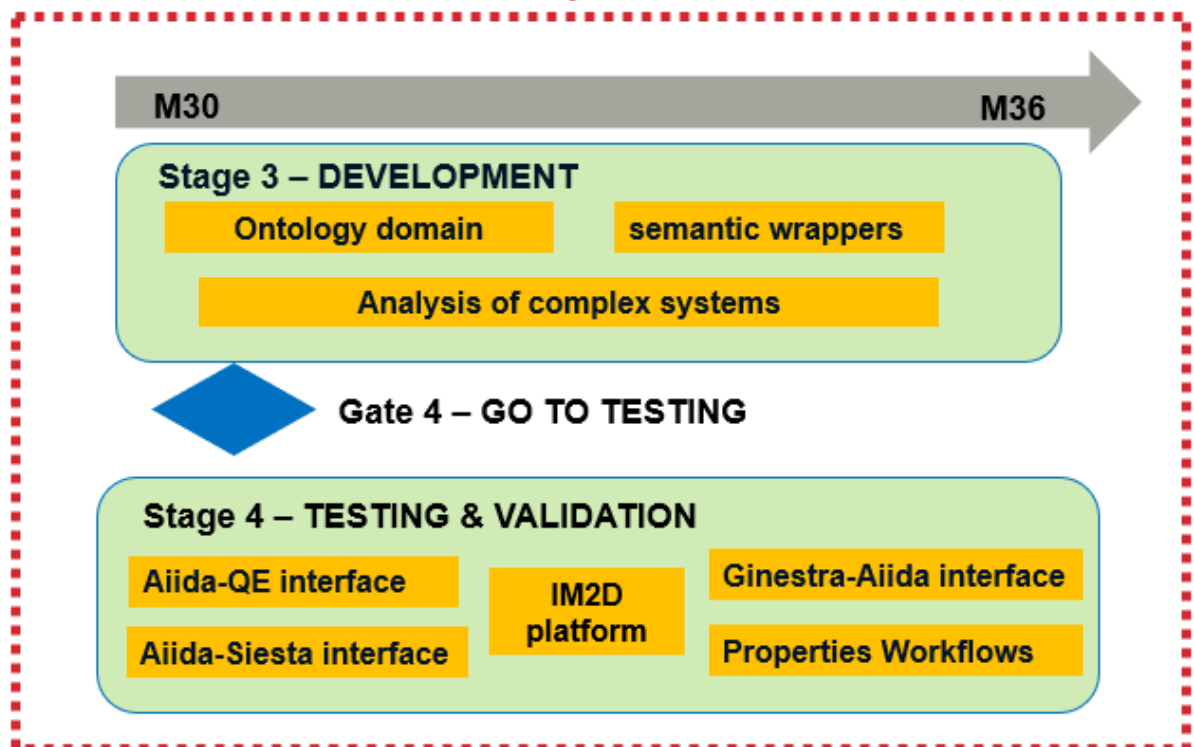 M30
M36
Stage 3 – DEVELOPMENT
Ontology domain
semantic wrappers
Analysis of complex systems
Gate 4 – GO TO TESTING
Stage 4 – TESTING & VALIDATION
Aiida-QE interface
IM2D
platform
Ginestra-Aiida interface
Aiida-Siesta interface
Properties Workflows